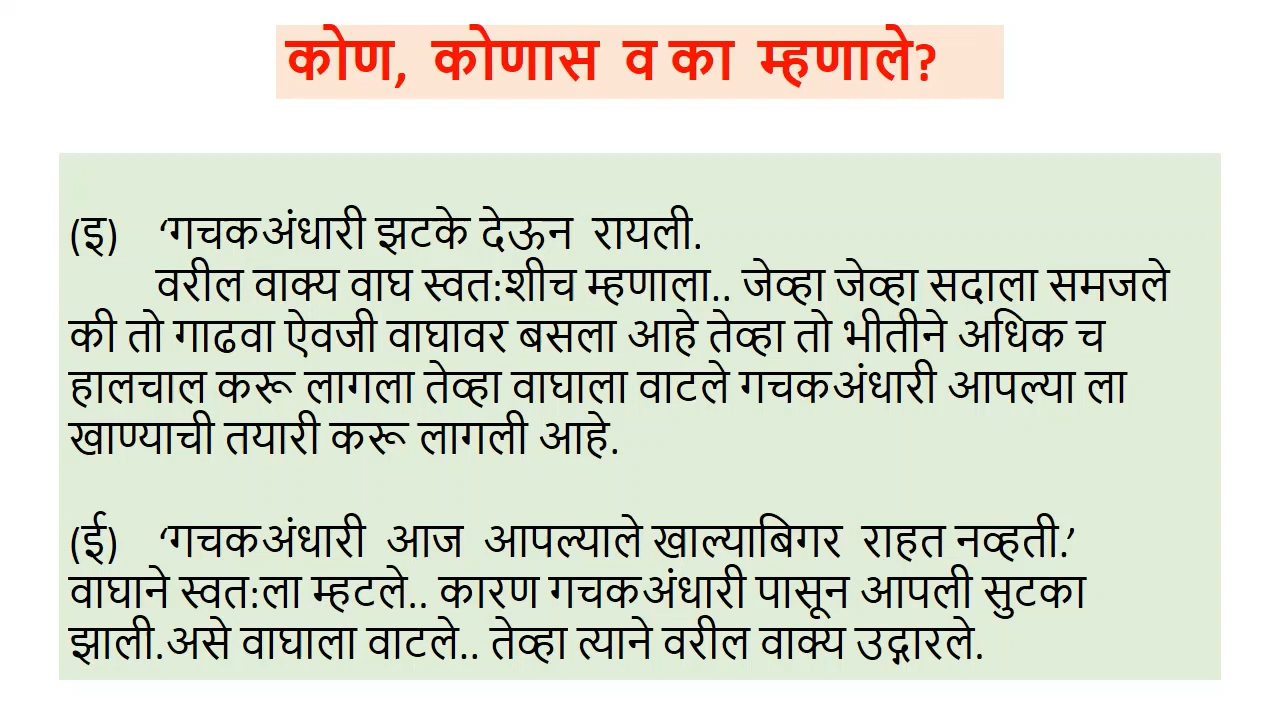 कोण, कोणास व का म्हणाले?
(इ) ‘गचकअंधारी झटके देऊन रायली.
वरील वाक्य वाघ स्वत:शीच म्हणाला.. जेव्हा जेव्हा सदाला समजले
की तो गाढवा ऐवजी वाघावर बसला आहे तेव्हा तो भीतीने अधिक च
हालचाल करू लागला तेव्हा वाघाला वाटले गचकअंधारी आपल्या ला
खाण्याची तयारी करू लागली आहे.
(ई) ‘गचकअंधारी आज आपल्याले खाल्याबिगर राहत नव्हती.’
वाघाने स्वत:ला म्हटले.. कारण गचकअंधारी पासून आपली सुटका
झाली.असे वाघाला वाटले.. तेव्हा त्याने वरील वाक्य उद्गारले.